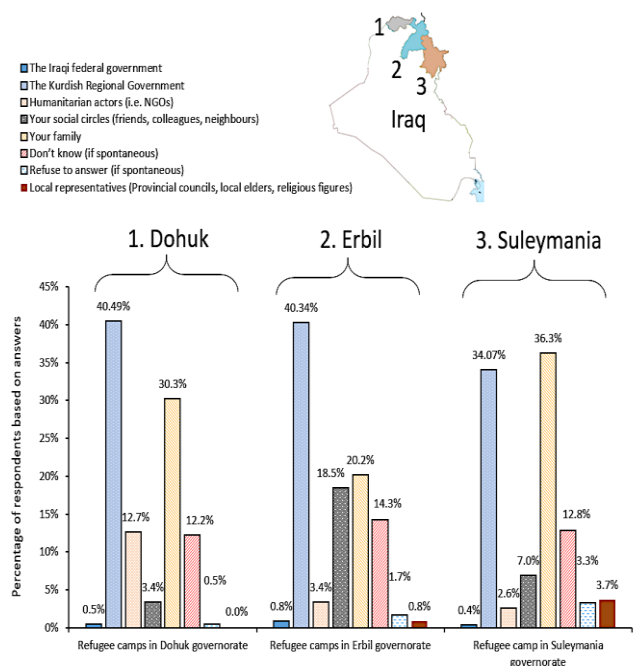 1
2
3
Iraq
The Iraqi federal government
The Kurdish Regional Government
Humanitarian actors (i.e. NGOs)
Your social circles (friends, colleagues, neighbours)
Your family
Don't know (if spontaneous)
Refuse to answer (if spontaneous)
Local representatives (Provincial councils, local elders, religious figures)
1. Dohuk
2. Erbil
3. Suleymania
Percentage of respondents based on answers
45%
40%
35%
30%
25%
20%
15%
10%
5%
0%
0.5%
40.49%
12.7%
3.4%
30.3%
12.2%
0.5%
0.0%
0.8%
40.34%
3.4%
18.5%
20.2%
14.3%
1.7%
0.8%
0.4%
34.07%
2.6%
7.0%
36.3%
12.8%
3.3%
3.7%
Refugee camps in Dohuk governorate
Refugee camps in Erbil governorate
Refugee camp in Suleymania
governorate